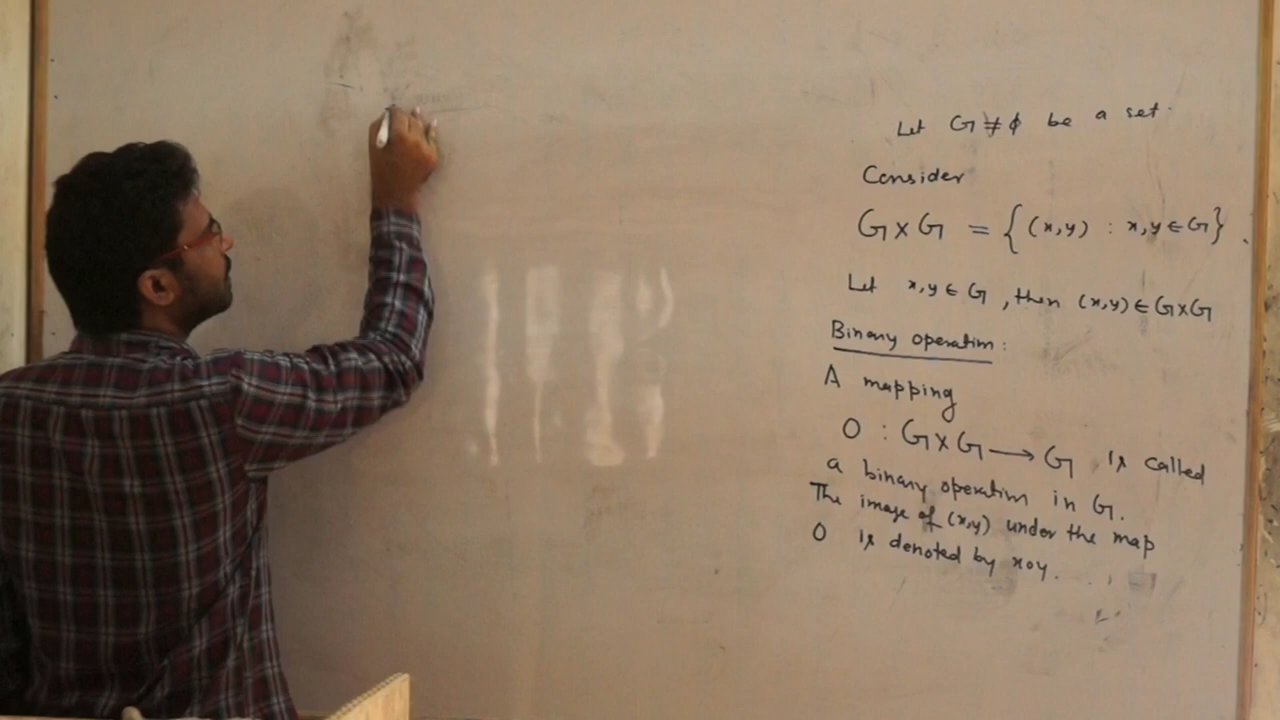 Let G ≠ ϕ be a set.
Consider
G×G = {(x,y) : x,y ∈ G}.
Let x,y ∈ G, then (x,y) ∈ G×G
Binary operation:
A mapping
O : G×G ⟶ G is called
a binary operation in G.
The image of (x,y) under the map
O is denoted by xoy.